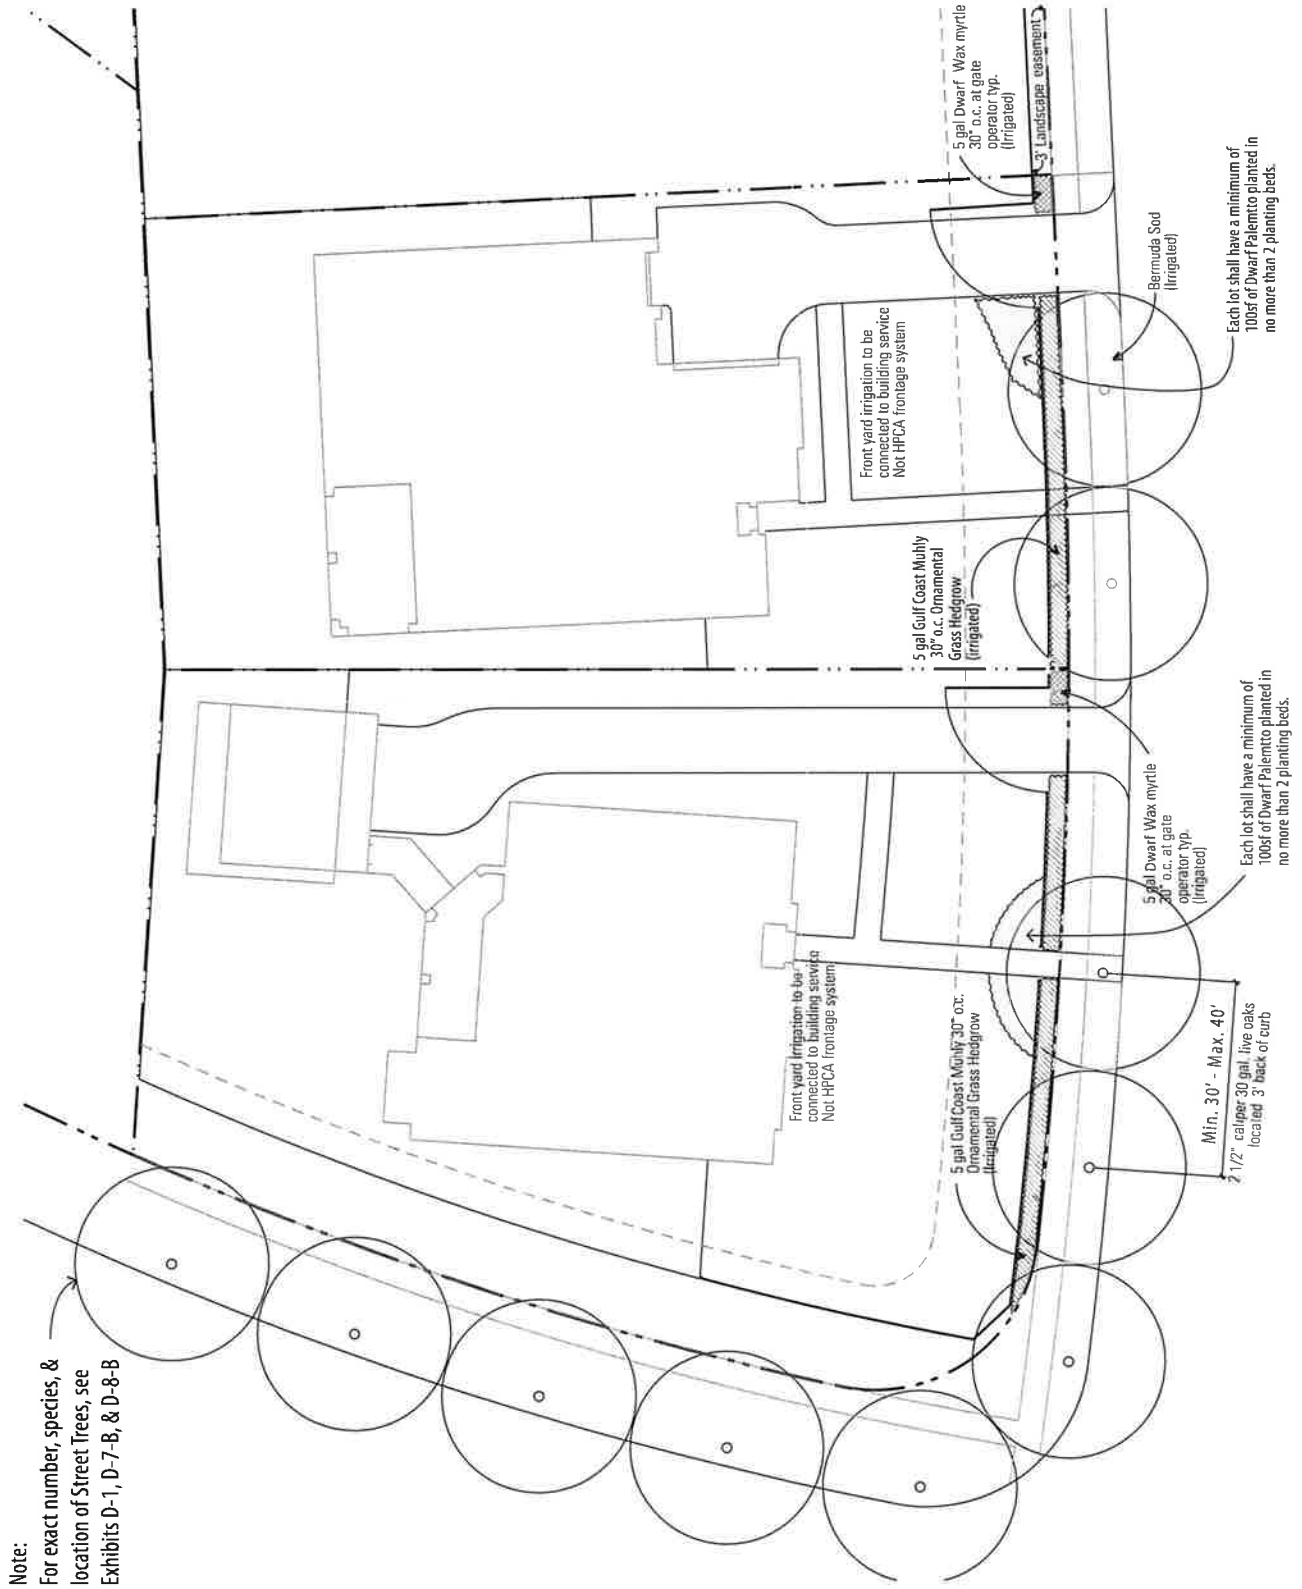 Note:
For exact number, species, &
location of Street Trees, see
Exhibits D-1, D-7-B, & D-8-B
Front yard irrigation to be
connected to building service
Not HPCA frontage system
5 gal Gulf Coast Muhly 30" o.c.
Ornamental Grass Hedgrow
(Irrigated)
Min. 30' - Max. 40'
2 1/2" caliper 30 gal. live oaks
located 3' back of curb
5 gal Dwarf Wax myrtle
30" o.c. at gate
operator typ.
(Irrigated)
Each lot shall have a minimum of
100sf of Dwarf Palemtto planted in
no more than 2 planting beds.
5 gal Gulf Coast Muhly
30" o.c. Ornamental
Grass Hedgrow
(irrigated)
Front yard irrigation to be
connected to building service
Not HPCA frontage system
5 gal Dwarf Wax myrtle
30" o.c. at gate
operator typ.
(Irrigated)
3' Landscape easement
Bermuda Sod
(Irrigated)
Each lot shall have a minimum of
100sf of Dwarf Palemtto planted in
no more than 2 planting beds.